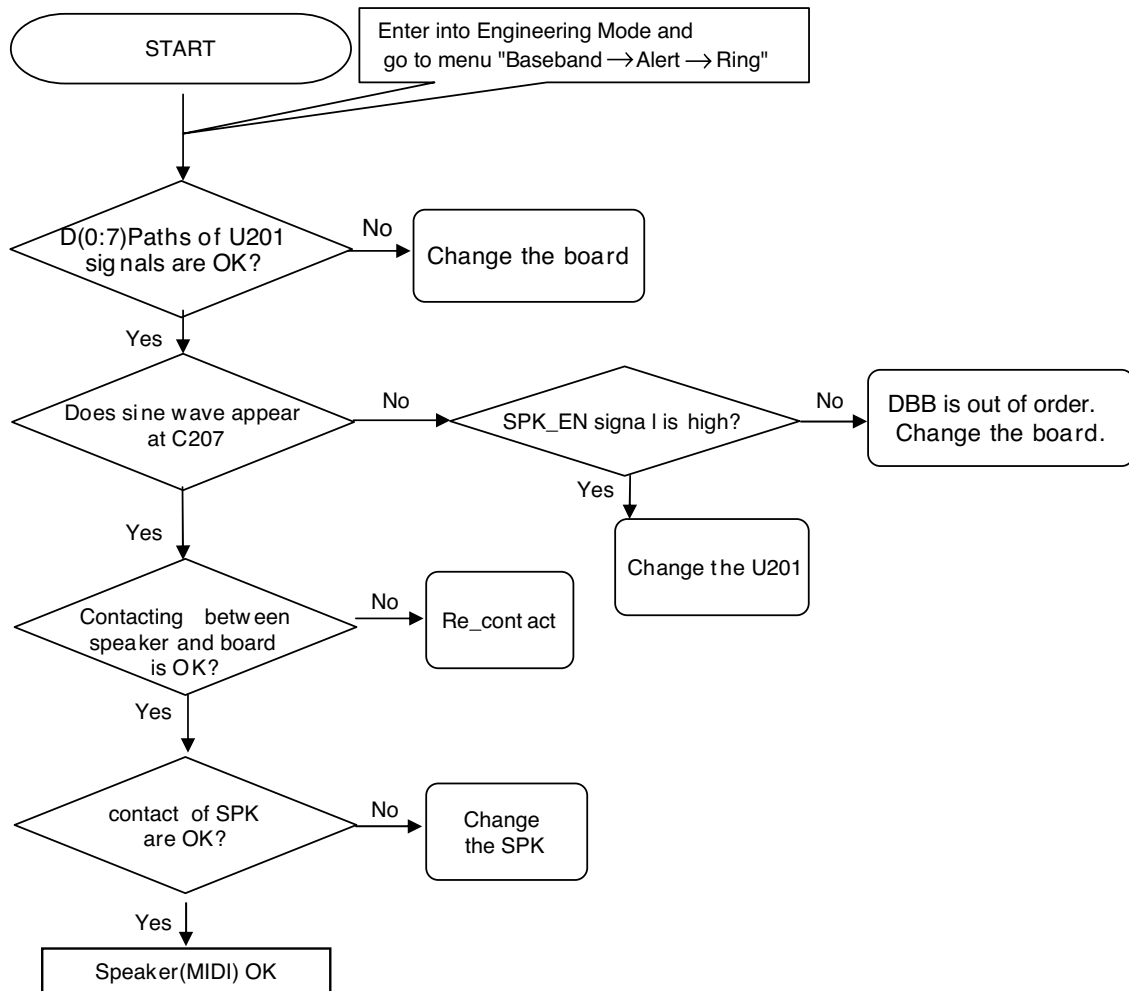 START
Enter into Engineering Mode and
go to menu "Baseband → Alert → Ring"
D(0:7)Paths of U201
signals are OK?
No
Change the board
Yes
Does sine wave appear
at C207
No
SPK_EN signal is high?
No
DBB is out of order.
Change the board.
Yes
Change the U201
Yes
Contacting between
speaker and board
is OK?
No
Re_contact
Yes
contact of SPK
are OK?
No
Change
the SPK
Yes
Speaker(MIDI) OK